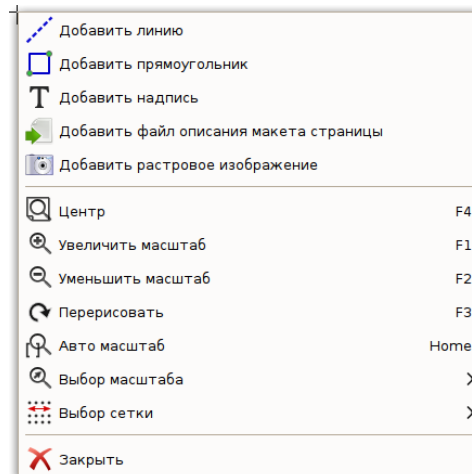 Добавить линию
Добавить прямоугольник
Добавить надпись
Добавить файл описания макета страницы
Добавить растровое изображение
Центр F4
Увеличить масштаб F1
Уменьшить масштаб F2
Перерисовать F3
Авто масштаб Home
Выбор масштаба
Выбор сетки
Закрыть